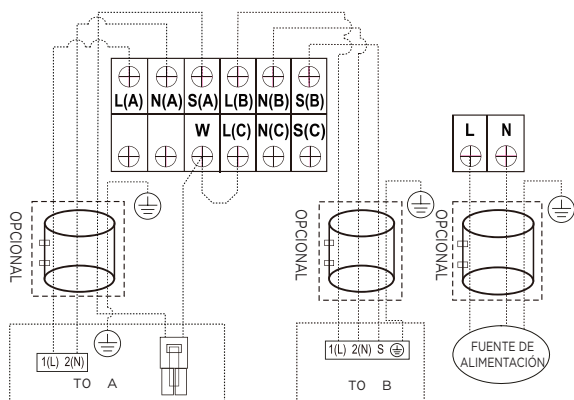 L(A) N(A) S(A) L(B) N(B) S(B)
W L(C) N(C) S(C)
L N
OPCIONAL
OPCIONAL
OPCIONAL
1(L) 2(N)
TO A
1(L) 2(N) S
TO B
FUENTE DE
ALIMENTACIÓN